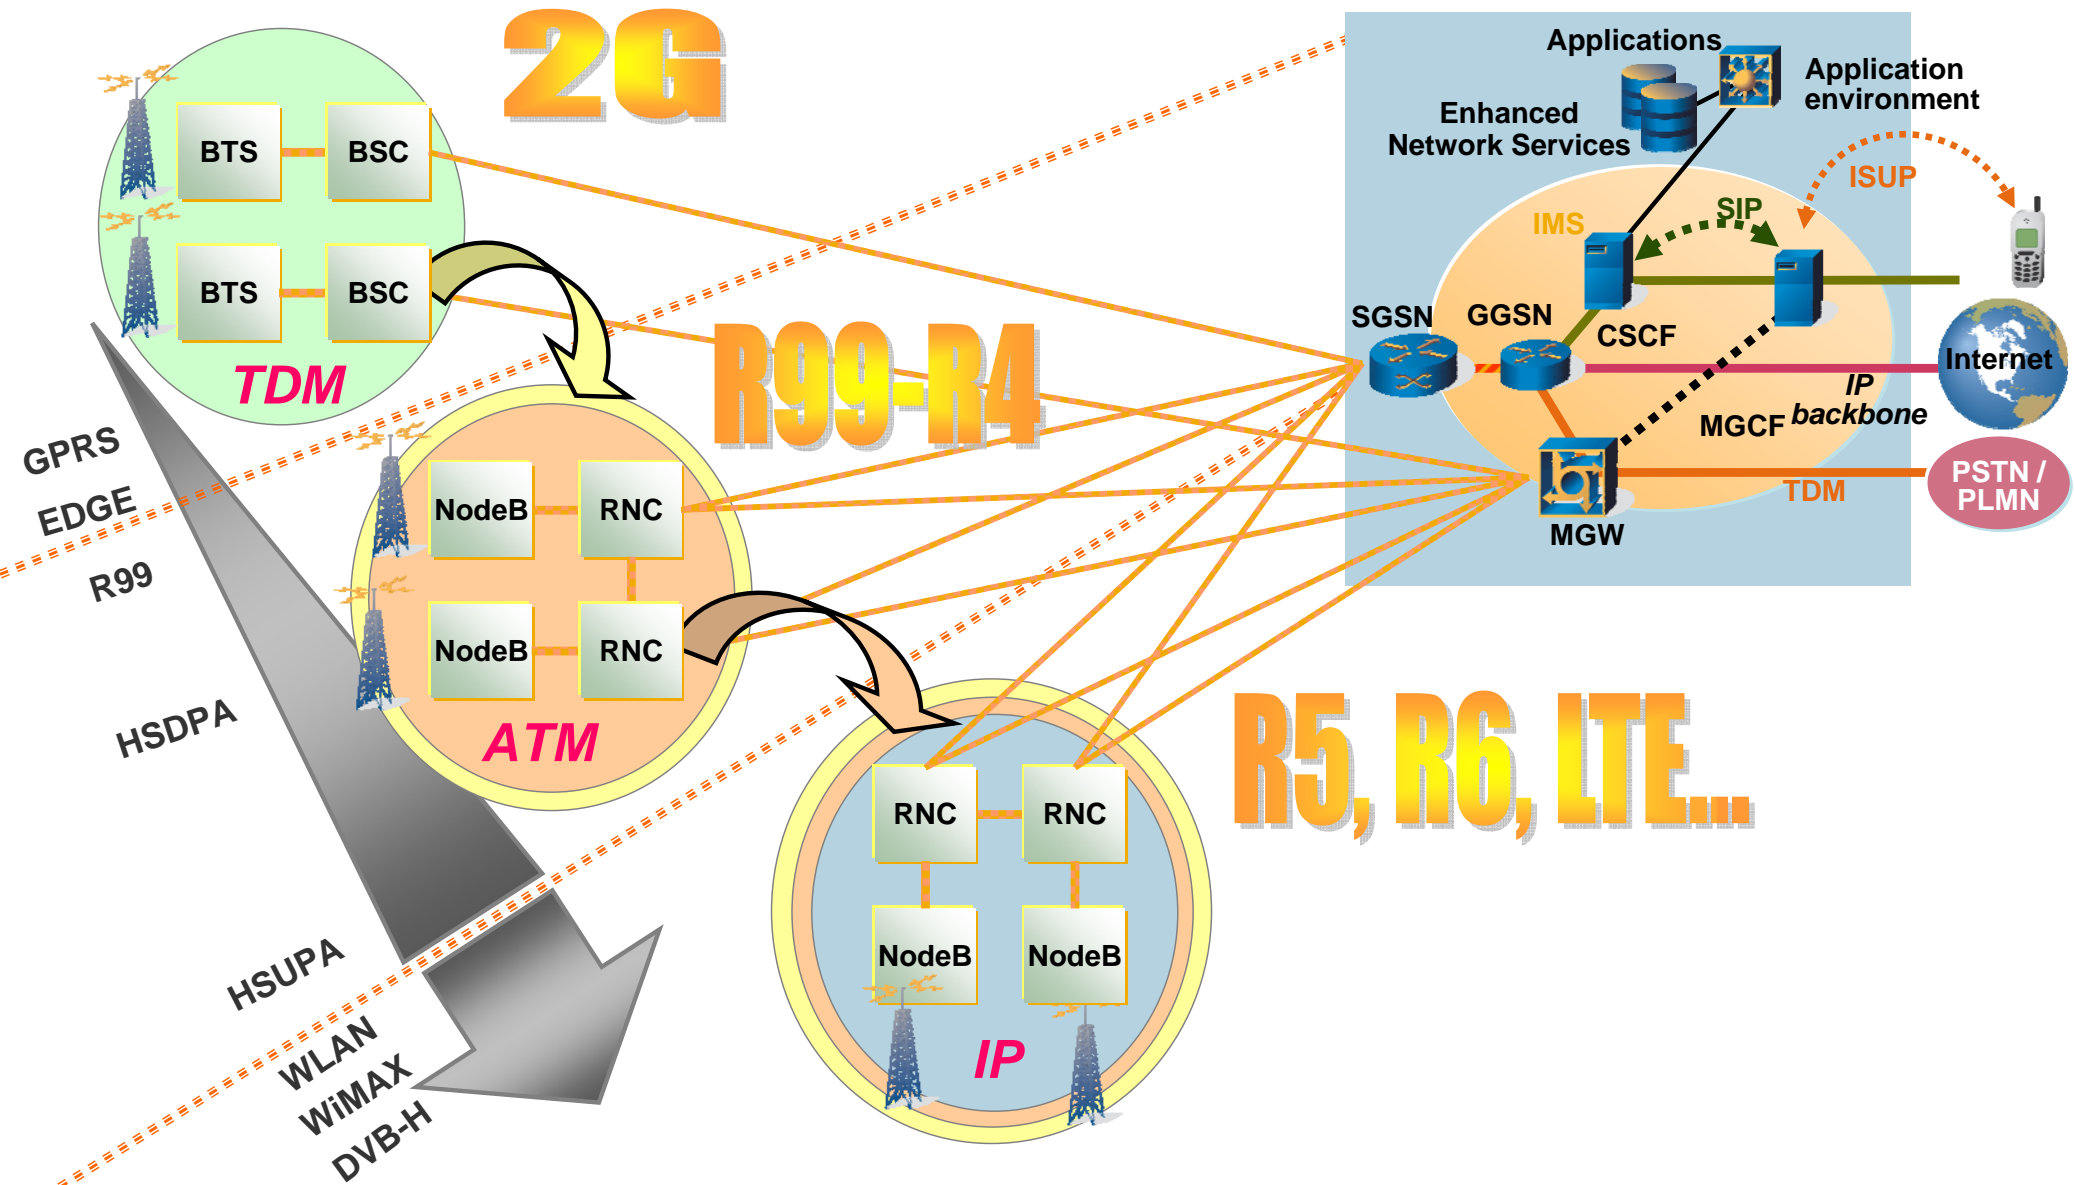 2G
BTS
BSC
BTS
BSC
TDM
GPRS
EDGE
R99
HSDPA
HSUPA
WLAN
WiMAX
DVB-H
R99-R4
NodeB
RNC
NodeB
RNC
ATM
R5, R6, LTE...
RNC
RNC
NodeB
NodeB
IP
Applications
Application
environment
Enhanced
Network Services
ISUP
SIP
IMS
SGSN
GGSN
CSCF
Internet
IP
backbone
MGCF
PSTN /
PLMN
TDM
MGW